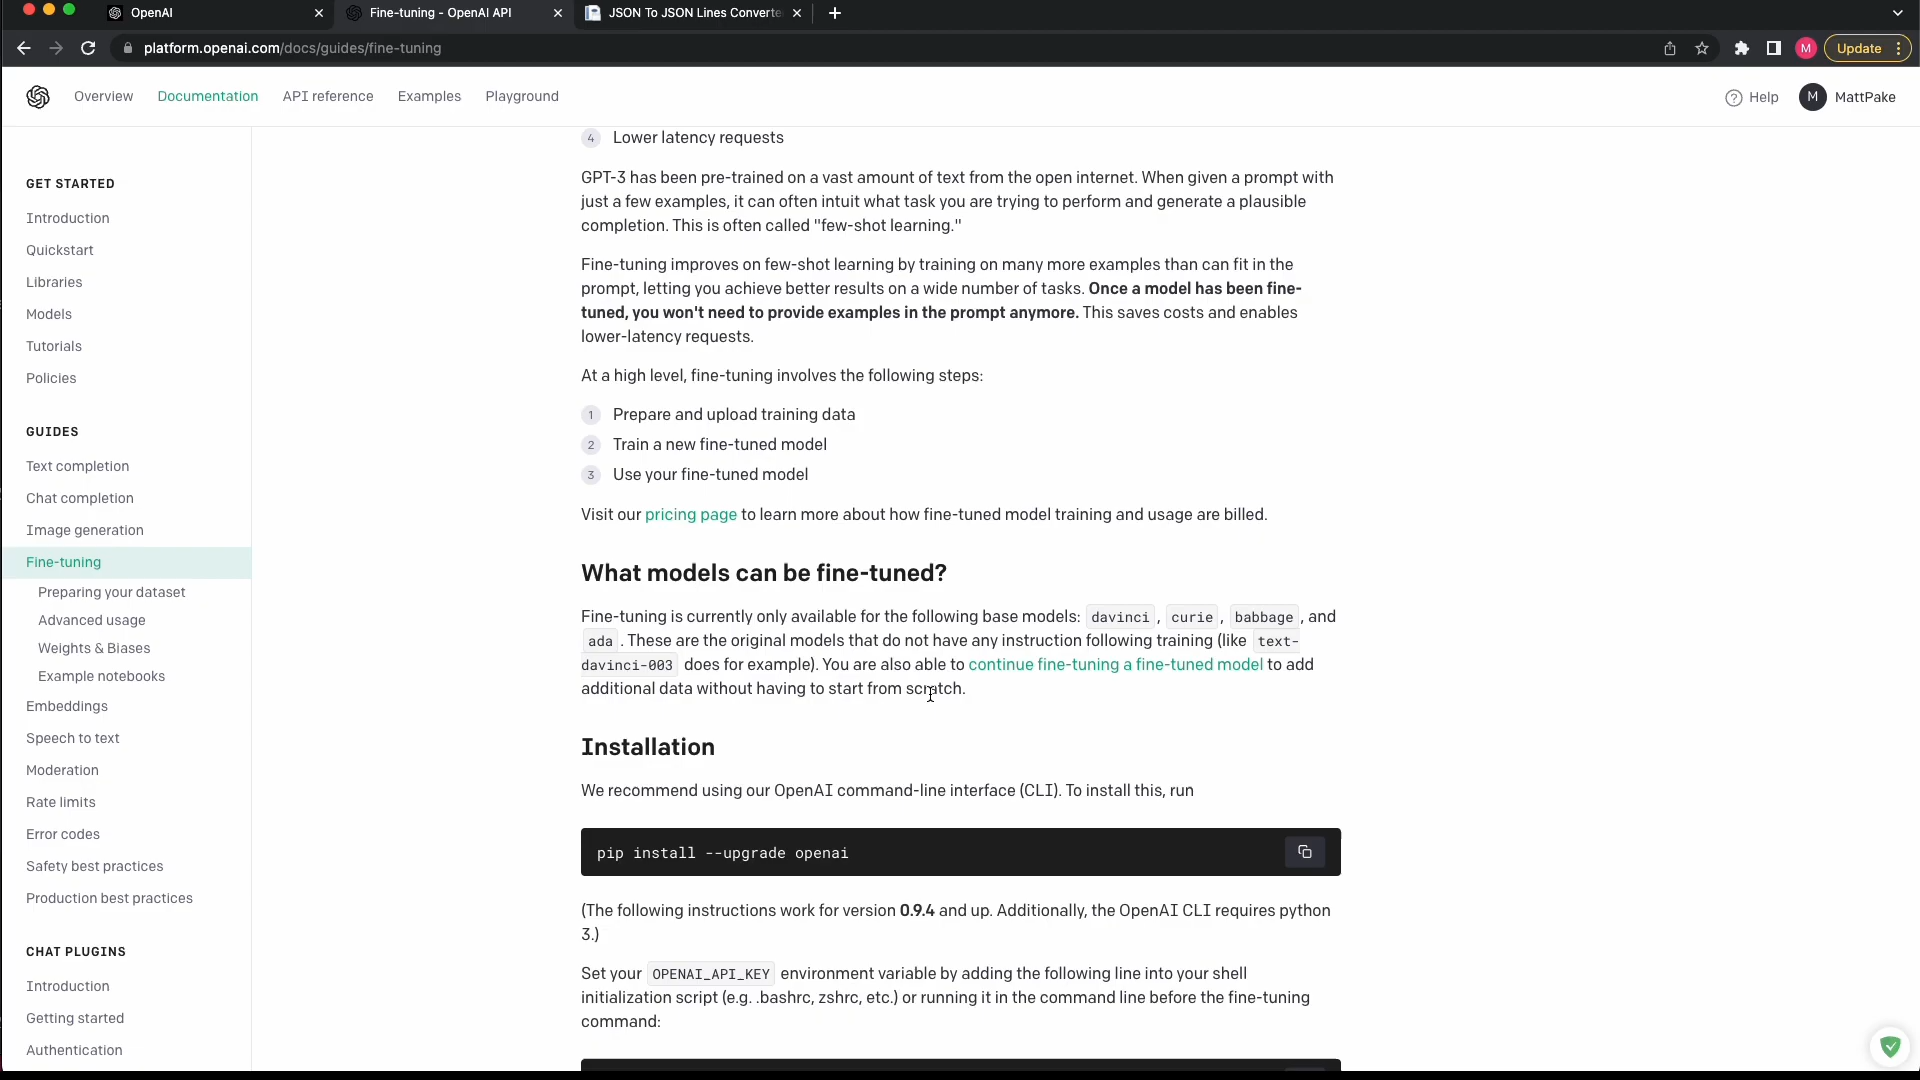 OpenAI
Fine-tuning - OpenAI API
JSON To JSON Lines Converte
platform.openai.com/docs/guides/fine-tuning
M
Update
Overview
Documentation
API reference
Examples
Playground
Help
M
MattPake
GET STARTED
Introduction
Quickstart
Libraries
Models
Tutorials
Policies
GUIDES
Text completion
Chat completion
Image generation
Fine-tuning
Preparing your dataset
Advanced usage
Weights & Biases
Example notebooks
Embeddings
Speech to text
Moderation
Rate limits
Error codes
Safety best practices
Production best practices
CHAT PLUGINS
Introduction
Getting started
Authentication
4 Lower latency requests
GPT-3 has been pre-trained on a vast amount of text from the open internet. When given a prompt with
just a few examples, it can often intuit what task you are trying to perform and generate a plausible
completion. This is often called "few-shot learning."
Fine-tuning improves on few-shot learning by training on many more examples than can fit in the
prompt, letting you achieve better results on a wide number of tasks. Once a model has been fine-
tuned, you won't need to provide examples in the prompt anymore. This saves costs and enables
lower-latency requests.
At a high level, fine-tuning involves the following steps:
1 Prepare and upload training data
2 Train a new fine-tuned model
3 Use your fine-tuned model
Visit our pricing page to learn more about how fine-tuned model training and usage are billed.
What models can be fine-tuned?
Fine-tuning is currently only available for the following base models: davinci , curie , babbage , and
ada . These are the original models that do not have any instruction following training (like text-
davinci-003 does for example). You are also able to continue fine-tuning a fine-tuned model to add
additional data without having to start from scratch.
Installation
We recommend using our OpenAI command-line interface (CLI). To install this, run
pip install --upgrade openai
(The following instructions work for version 0.9.4 and up. Additionally, the OpenAI CLI requires python
3.)
Set your OPENAI_API_KEY environment variable by adding the following line into your shell
initialization script (e.g. .bashrc, zshrc, etc.) or running it in the command line before the fine-tuning
command: